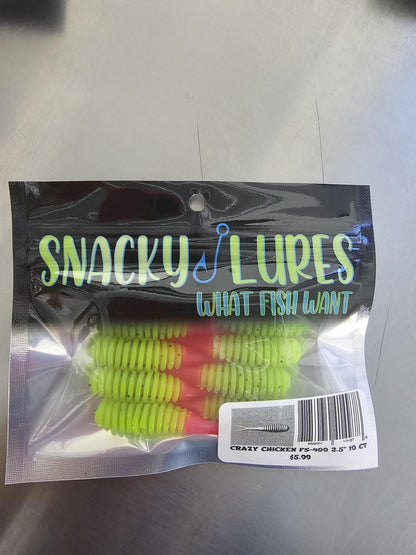 SNACKY LURES
WHAT FISH WANT
CRAZY CHICKEN FS-400 2.5" 10 CT
$5.99